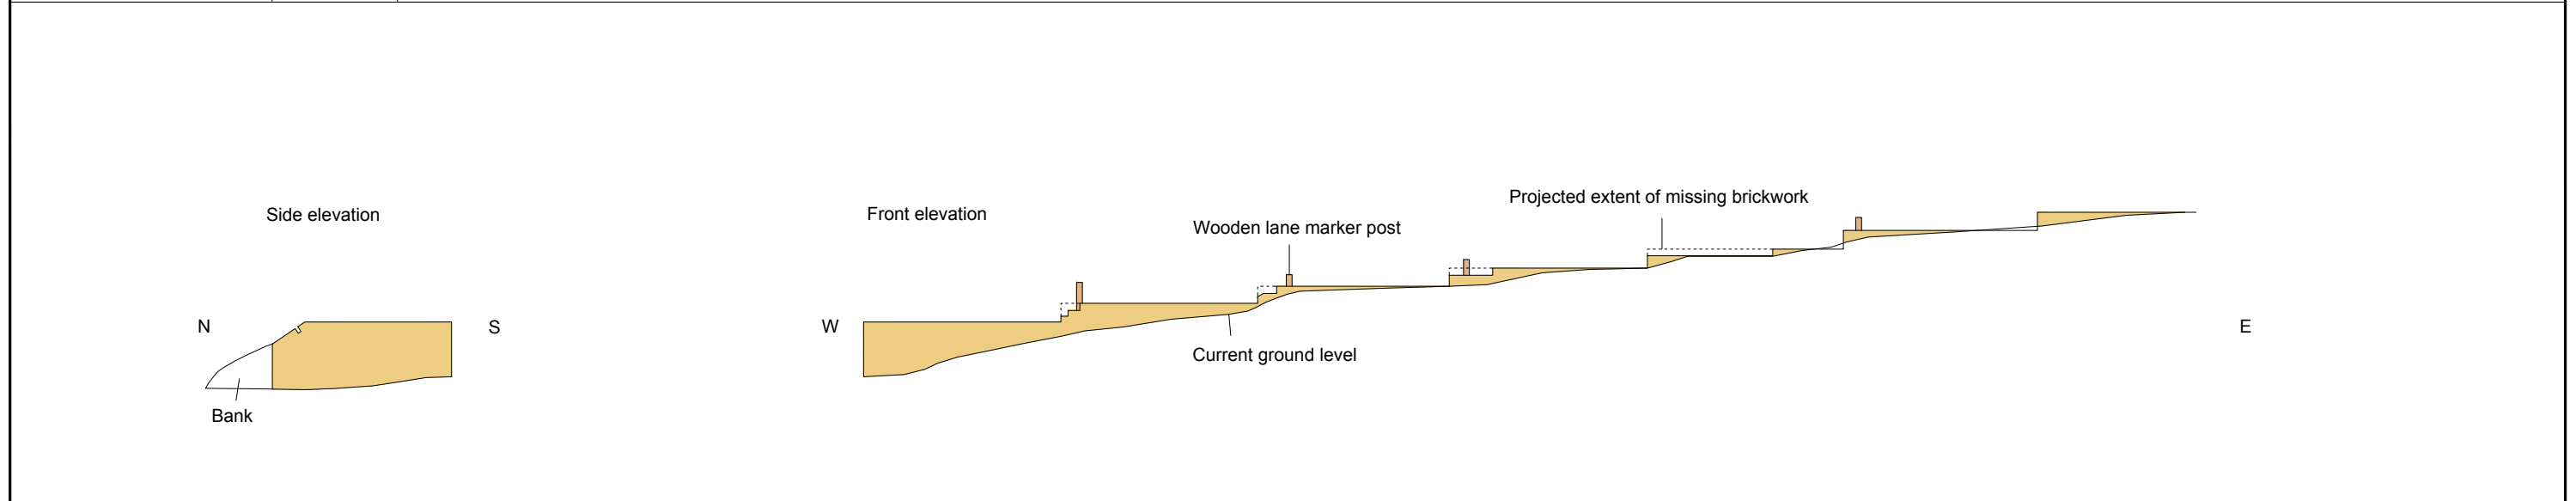 Projected extent of missing brickwork
Side elevation
Front elevation
Wooden lane marker post
N
S
W
E
Current ground level
Bank